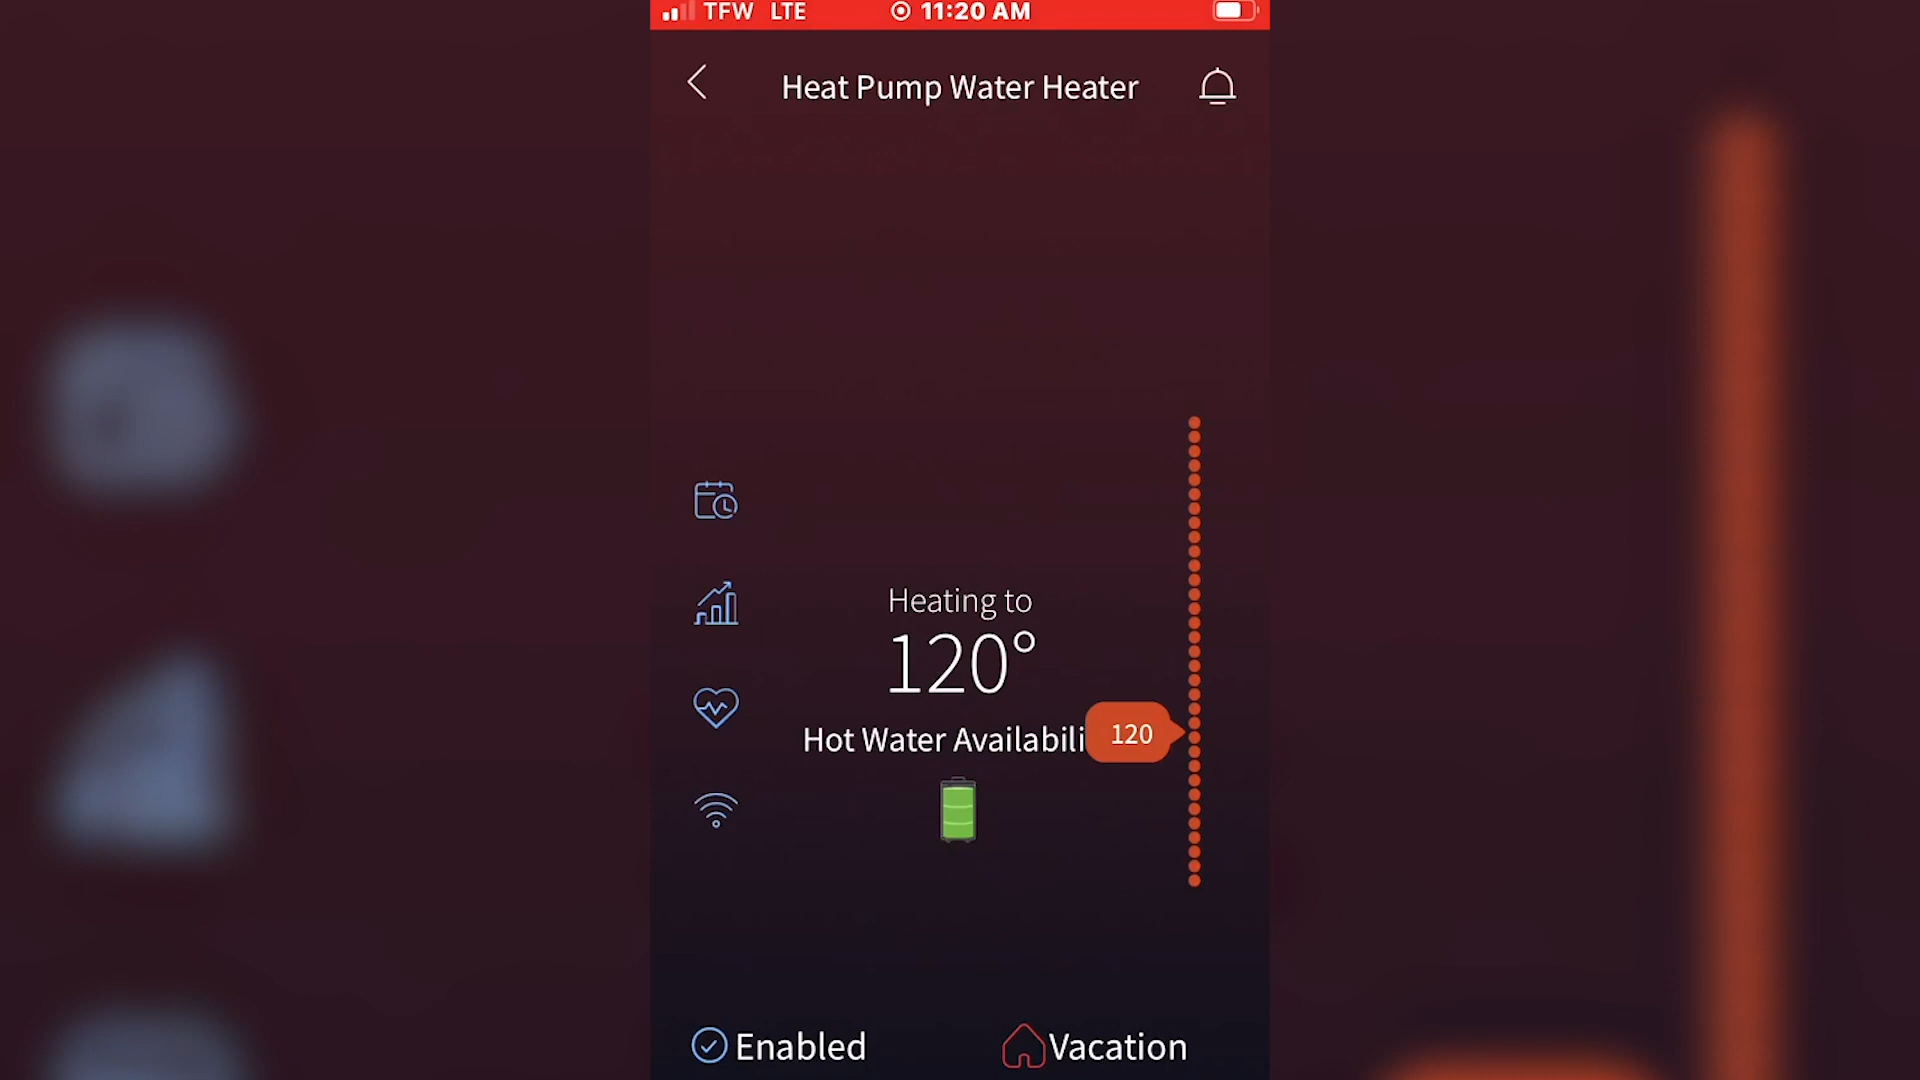 TFW LTE 11:20 AM
Heat Pump Water Heater
Heating to
120°
Hot Water Availabili
120
Enabled
Vacation